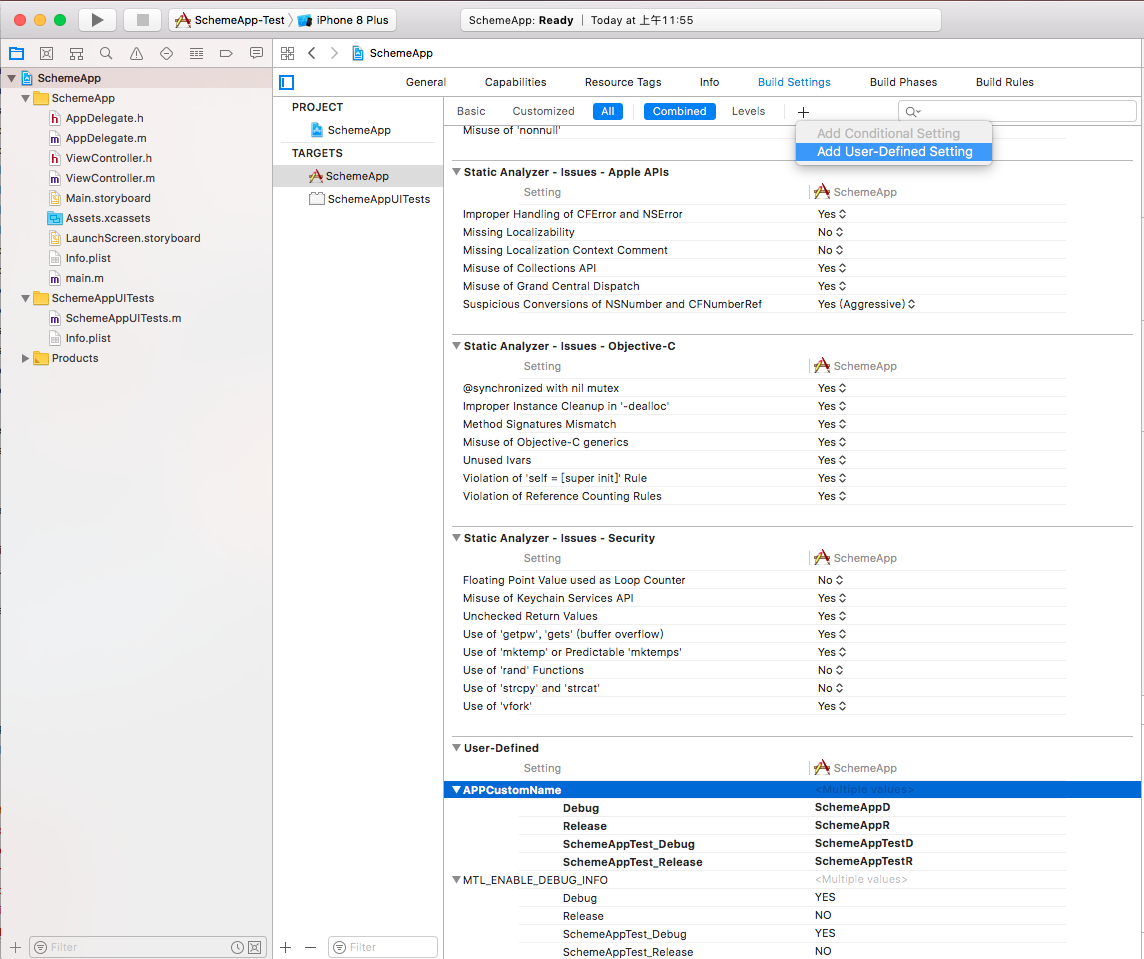 SchemeApp-Test iPhone 8 Plus SchemeApp: Ready | Today at 上午11:55
SchemeApp
General Capabilities Resource Tags Info Build Settings Build Phases Build Rules
Basic Customized All Combined Levels +
Add Conditional Setting
Add User-Defined Setting
SchemeApp
SchemeApp
h AppDelegate.h
m AppDelegate.m
h ViewController.h
m ViewController.m
Main.storyboard
Assets.xcassets
LaunchScreen.storyboard
Info.plist
m main.m
SchemeAppUITests
m SchemeAppUITests.m
Info.plist
Products
+ Filter
PROJECT
SchemeApp
TARGETS
SchemeApp
SchemeAppUITests
+ − Filter
Misuse of 'nonnull'
Static Analyzer - Issues - Apple APIs
Setting SchemeApp
Improper Handling of CFError and NSError Yes
Missing Localizability No
Missing Localization Context Comment No
Misuse of Collections API Yes
Misuse of Grand Central Dispatch Yes
Suspicious Conversions of NSNumber and CFNumberRef Yes (Aggressive)
Static Analyzer - Issues - Objective-C
Setting SchemeApp
@synchronized with nil mutex Yes
Improper Instance Cleanup in '-dealloc' Yes
Method Signatures Mismatch Yes
Misuse of Objective-C generics Yes
Unused Ivars Yes
Violation of 'self = [super init]' Rule Yes
Violation of Reference Counting Rules Yes
Static Analyzer - Issues - Security
Setting SchemeApp
Floating Point Value used as Loop Counter No
Misuse of Keychain Services API Yes
Unchecked Return Values Yes
Use of 'getpw', 'gets' (buffer overflow) Yes
Use of 'mktemp' or Predictable 'mktemps' Yes
Use of 'rand' Functions No
Use of 'strcpy' and 'strcat' No
Use of 'vfork' Yes
User-Defined
Setting SchemeApp
APPCustomName <Multiple values>
Debug SchemeAppD
Release SchemeAppR
SchemeAppTest_Debug SchemeAppTestD
SchemeAppTest_Release SchemeAppTestR
MTL_ENABLE_DEBUG_INFO <Multiple values>
Debug YES
Release NO
SchemeAppTest_Debug YES
SchemeAppTest_Release NO